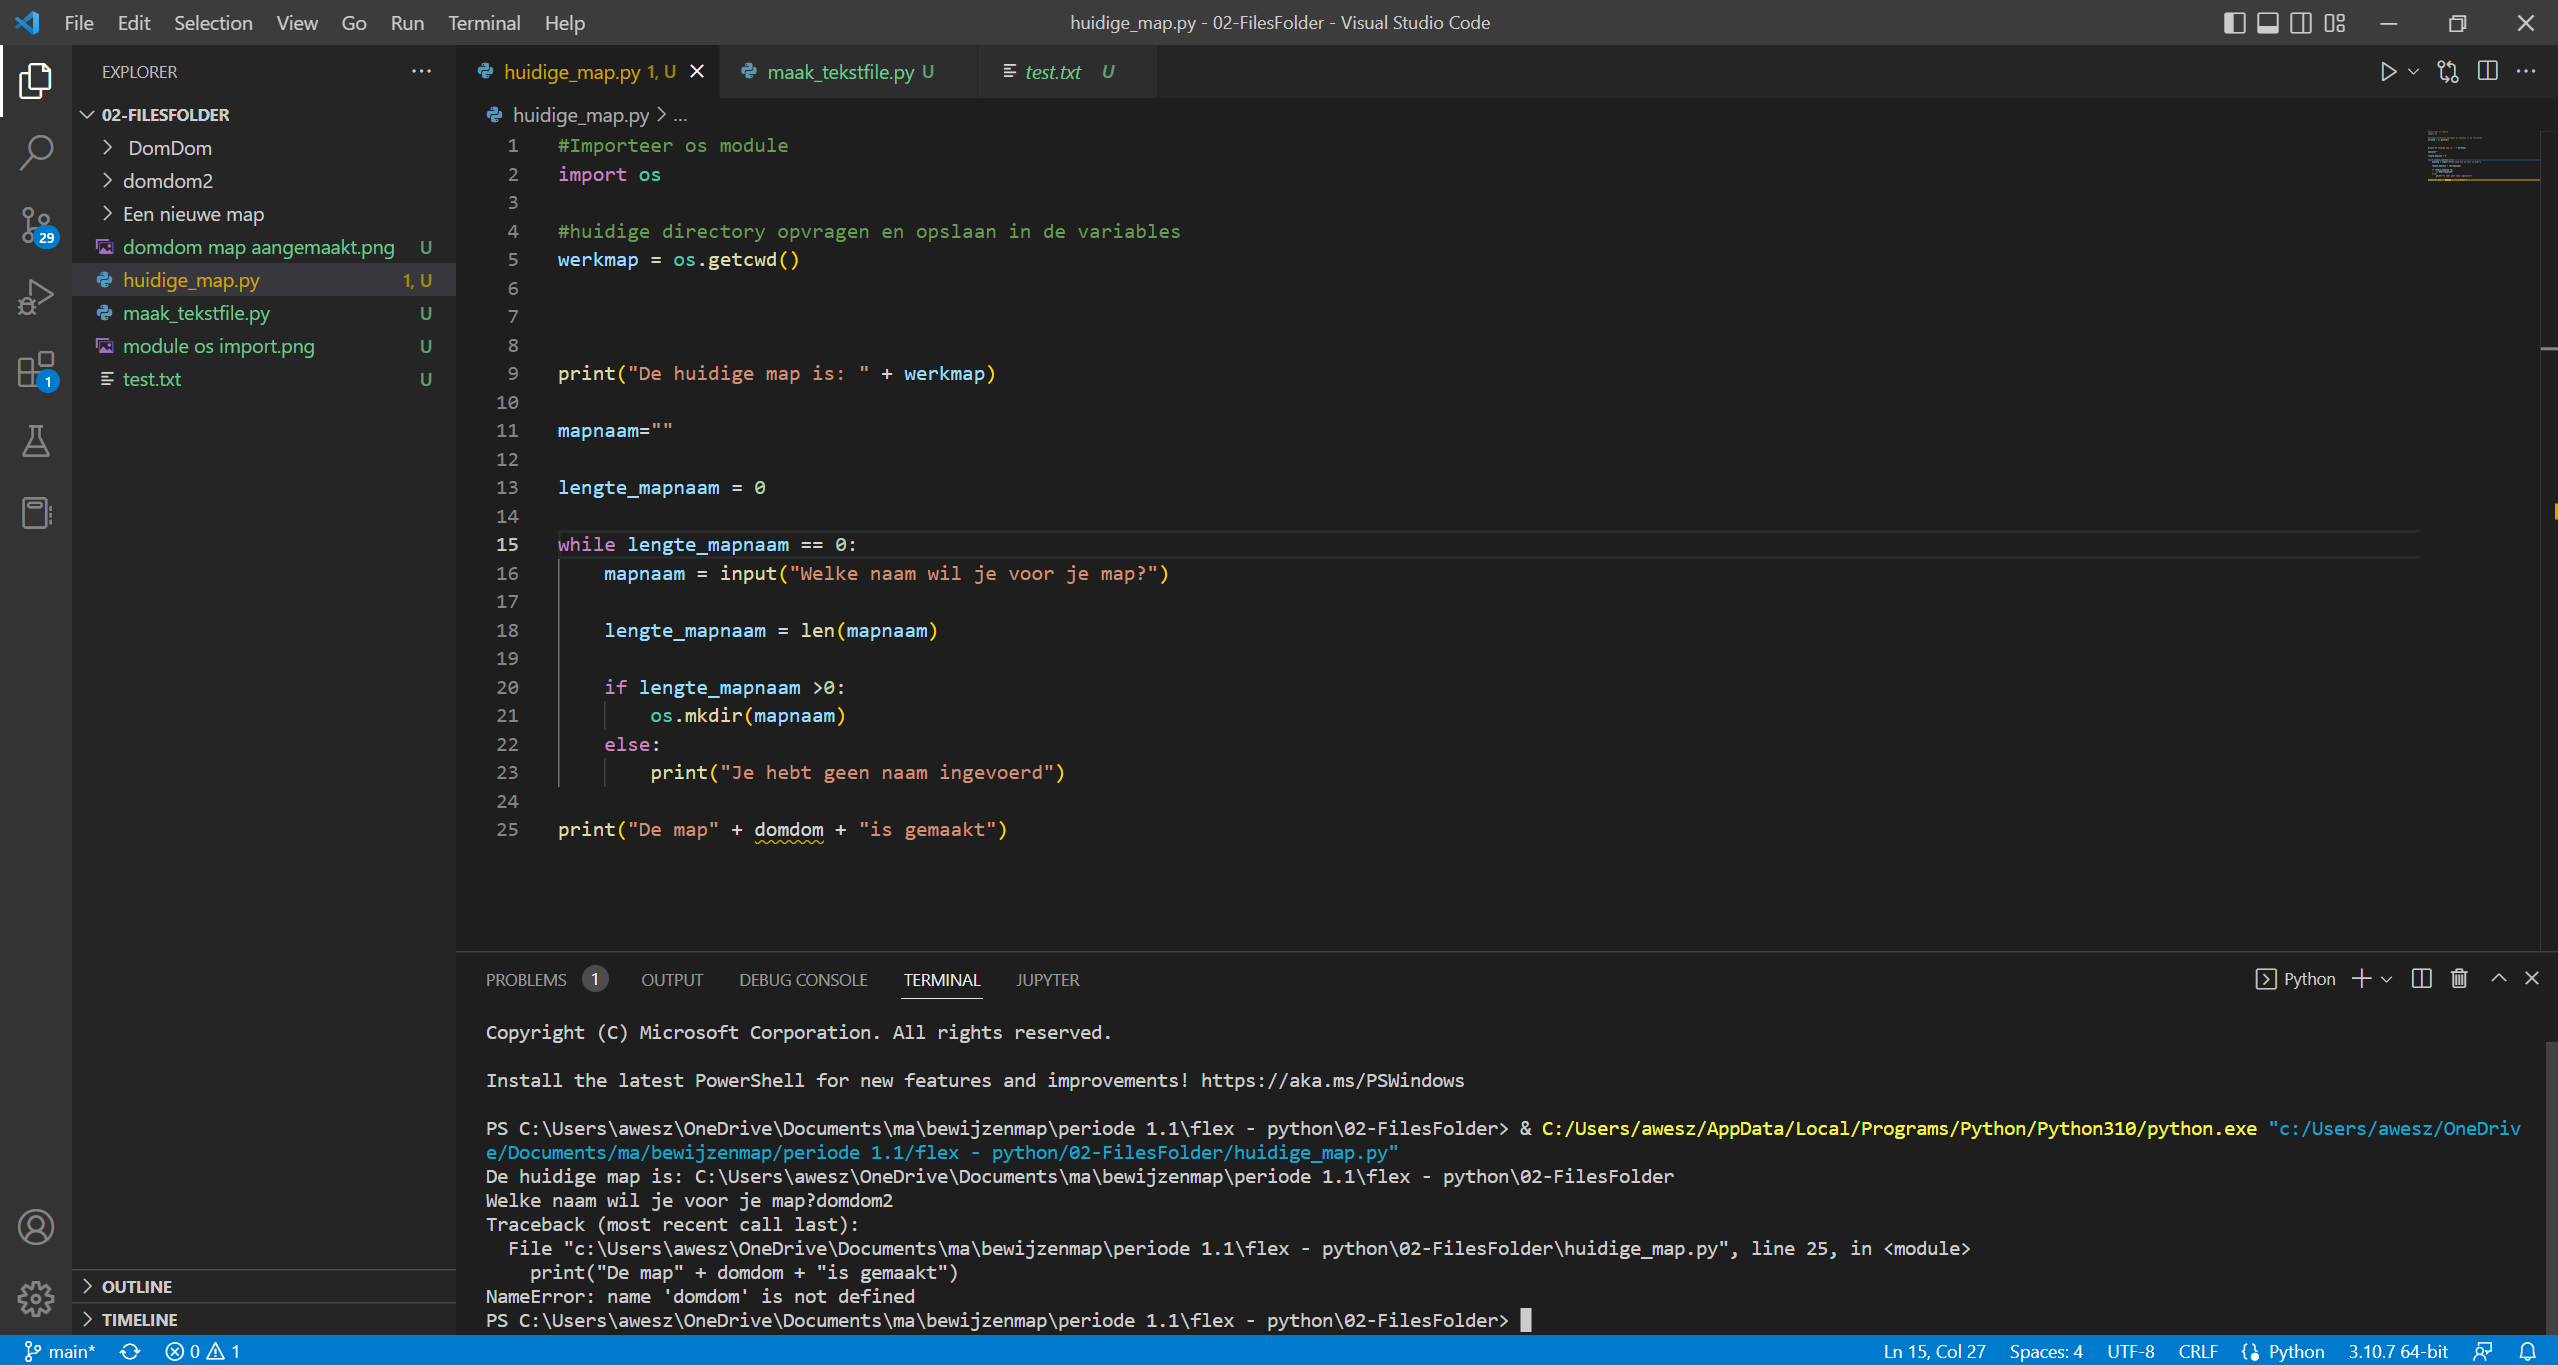 File Edit Selection View Go Run Terminal Help
huidige_map.py - 02-FilesFolder - Visual Studio Code
EXPLORER
02-FILESFOLDER
DomDom
domdom2
Een nieuwe map
domdom map aangemaakt.png U
huidige_map.py 1, U
maak_tekstfile.py U
module os import.png U
test.txt U
29
1
OUTLINE
TIMELINE
huidige_map.py 1, U maak_tekstfile.py U test.txt U
huidige_map.py > ...
1 #Importeer os module
2 import os
3
4 #huidige directory opvragen en opslaan in de variables
5 werkmap = os.getcwd()
6
7
8
9 print("De huidige map is: " + werkmap)
10
11 mapnaam=""
12
13 lengte_mapnaam = 0
14
15 while lengte_mapnaam == 0:
16 mapnaam = input("Welke naam wil je voor je map?")
17
18 lengte_mapnaam = len(mapnaam)
19
20 if lengte_mapnaam >0:
21 os.mkdir(mapnaam)
22 else:
23 print("Je hebt geen naam ingevoerd")
24
25 print("De map" + domdom + "is gemaakt")
PROBLEMS 1 OUTPUT DEBUG CONSOLE TERMINAL JUPYTER
Python
Copyright (C) Microsoft Corporation. All rights reserved.
Install the latest PowerShell for new features and improvements! https://aka.ms/PSWindows
PS C:\Users\awesz\OneDrive\Documents\ma\bewijzenmap\periode 1.1\flex - python\02-FilesFolder> & C:/Users/awesz/AppData/Local/Programs/Python/Python310/python.exe "c:/Users/awesz/OneDriv
e/Documents/ma/bewijzenmap/periode 1.1/flex - python/02-FilesFolder/huidige_map.py"
De huidige map is: C:\Users\awesz\OneDrive\Documents\ma\bewijzenmap\periode 1.1\flex - python\02-FilesFolder
Welke naam wil je voor je map?domdom2
Traceback (most recent call last):
File "c:\Users\awesz\OneDrive\Documents\ma\bewijzenmap\periode 1.1\flex - python\02-FilesFolder\huidige_map.py", line 25, in <module>
print("De map" + domdom + "is gemaakt")
NameError: name 'domdom' is not defined
PS C:\Users\awesz\OneDrive\Documents\ma\bewijzenmap\periode 1.1\flex - python\02-FilesFolder>
main* 0 1
Ln 15, Col 27 Spaces: 4 UTF-8 CRLF Python 3.10.7 64-bit